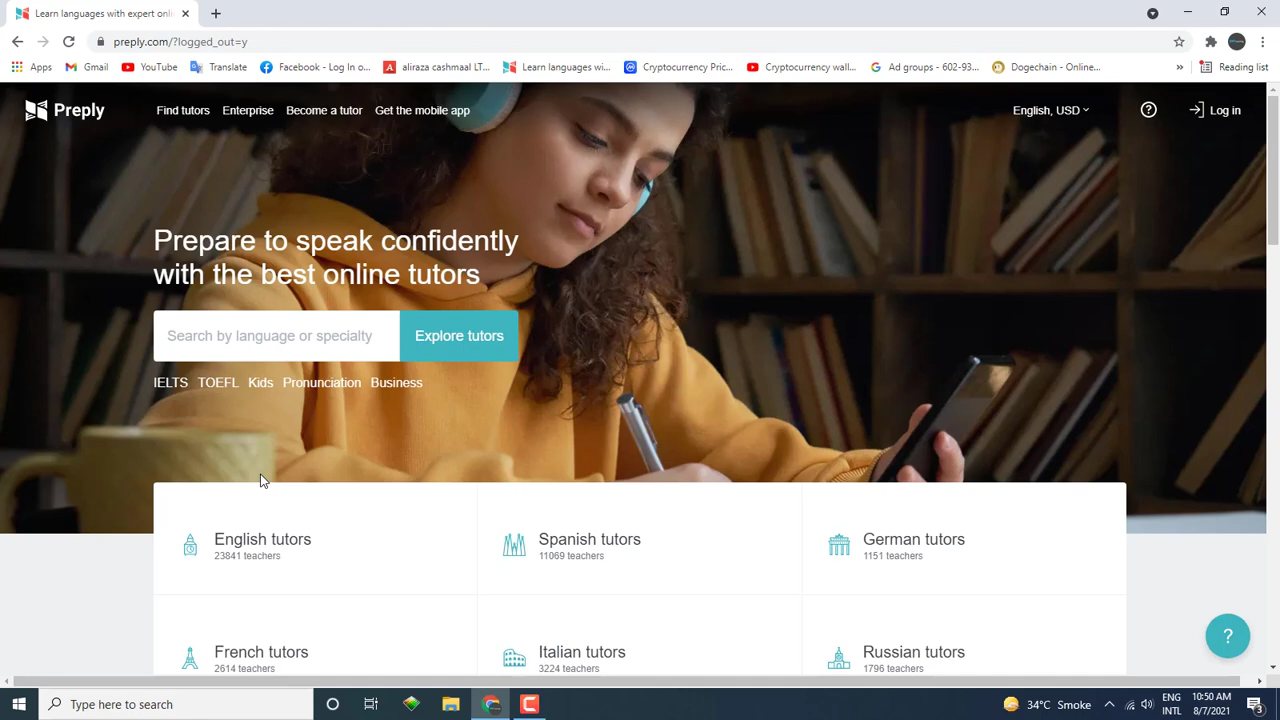 Learn languages with expert onli
preply.com/?logged_out=y
Apps
Gmail
YouTube
Translate
Facebook - Log In o...
aliraza cashmaal LT...
Learn languages wi...
Cryptocurrency Pric...
Cryptocurrency wall...
Ad groups - 602-93...
Dogechain - Online...
»
Reading list
Preply
Find tutors
Enterprise
Become a tutor
Get the mobile app
English, USD
Log in
Prepare to speak confidently
with the best online tutors
Search by language or specialty
Explore tutors
IELTS TOEFL Kids Pronunciation Business
English tutors
23841 teachers
Spanish tutors
11069 teachers
German tutors
1151 teachers
French tutors
2614 teachers
Italian tutors
3224 teachers
Russian tutors
1796 teachers
?
Type here to search
34°C Smoke
ENG
INTL
10:50 AM
8/7/2021
3